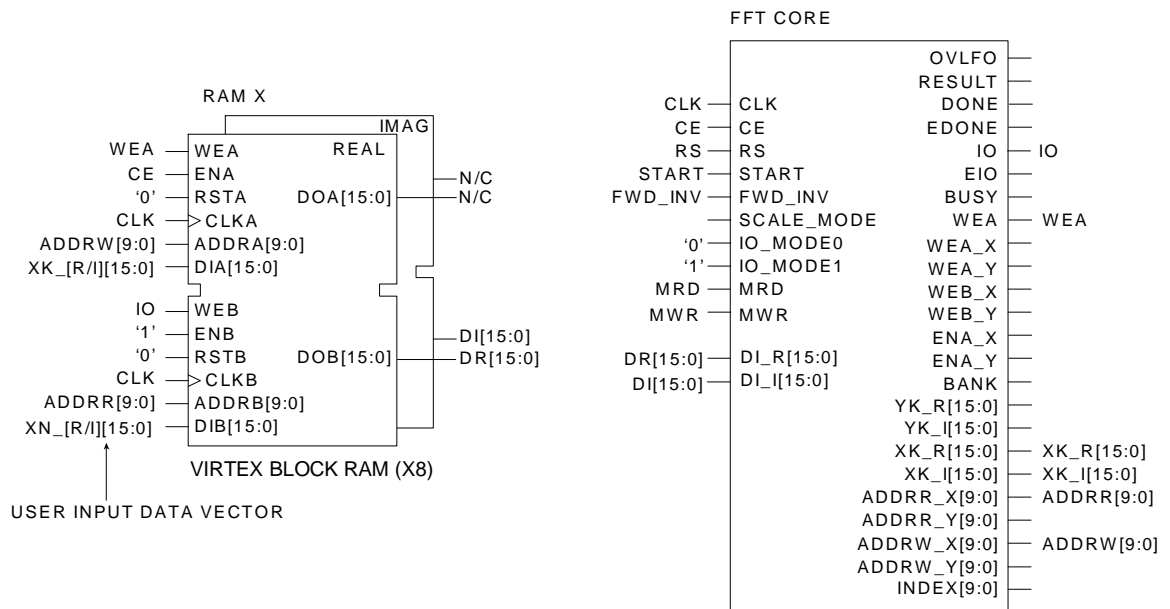 FFT CORE
RAM X
IMAG
REAL
WEA WEA
CE ENA
'0' RSTA DOA[15:0] N/C
N/C
CLK CLKA
ADDRW[9:0] ADDRA[9:0]
XK_[R/I][15:0] DIA[15:0]
IO WEB
'1' ENB
DI[15:0]
'0' RSTB DOB[15:0] DR[15:0]
CLK CLKB
ADDRR[9:0] ADDRB[9:0]
XN_[R/I][15:0] DIB[15:0]
VIRTEX BLOCK RAM (X8)
USER INPUT DATA VECTOR
CLK CLK
CE CE
RS RS
START START
FWD_INV FWD_INV
SCALE_MODE
'0' IO_MODE0
'1' IO_MODE1
MRD MRD
MWR MWR
DR[15:0] DI_R[15:0]
DI[15:0] DI_I[15:0]
OVLFO
RESULT
DONE
EDONE
IO IO
EIO
BUSY
WEA WEA
WEA_X
WEA_Y
WEB_X
WEB_Y
ENA_X
ENA_Y
BANK
YK_R[15:0]
YK_I[15:0]
XK_R[15:0] XK_R[15:0]
XK_I[15:0] XK_I[15:0]
ADDRR_X[9:0] ADDRR[9:0]
ADDRR_Y[9:0]
ADDRW_X[9:0] ADDRW[9:0]
ADDRW_Y[9:0]
INDEX[9:0]